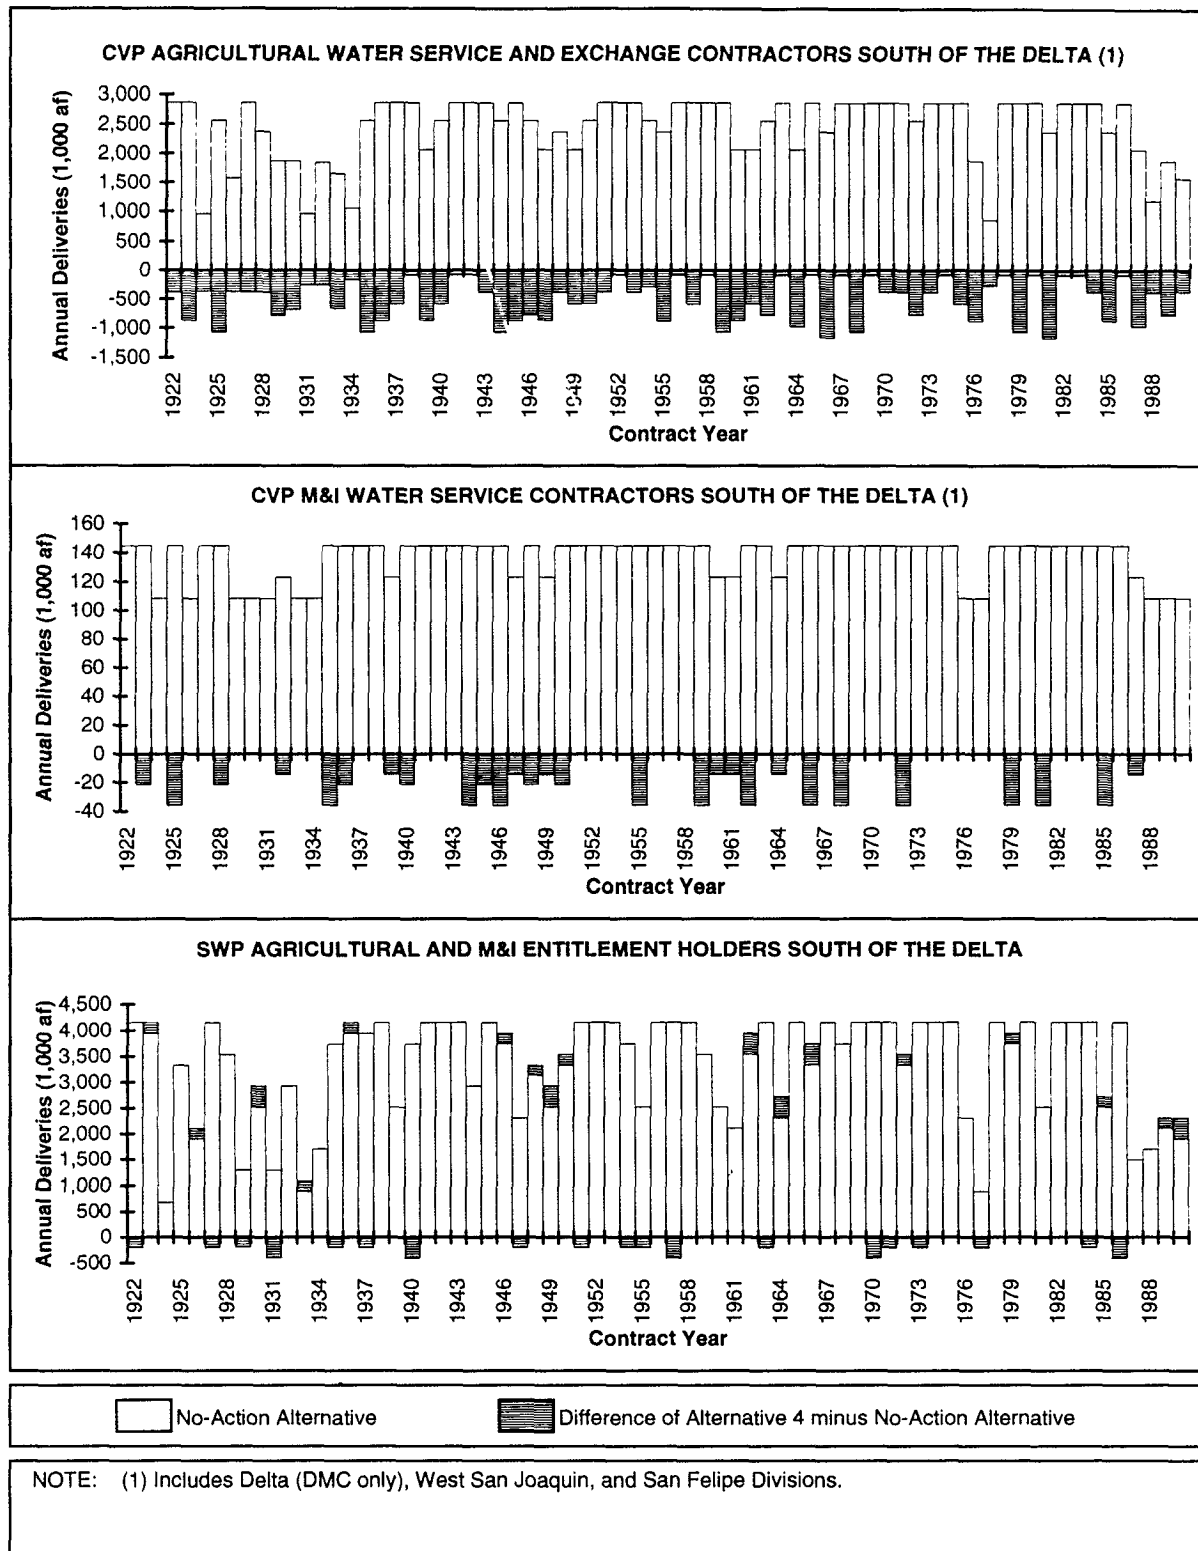 CVP AGRICULTURAL WATER SERVICE AND EXCHANGE CONTRACTORS SOUTH OF THE DELTA (1)
Annual Deliveries (1,000 af)
3,000
2,500
2,000
1,500
1,000
500
0
-500
-1,000
-1,500
1922 1925 1928 1931 1934 1937 1940 1943 1946 1949 1952 1955 1958 1961 1964 1967 1970 1973 1976 1979 1982 1985 1988
Contract Year
CVP M&I WATER SERVICE CONTRACTORS SOUTH OF THE DELTA (1)
Annual Deliveries (1,000 af)
160
140
120
100
80
60
40
20
0
-20
-40
1922 1925 1928 1931 1934 1937 1940 1943 1946 1949 1952 1955 1958 1961 1964 1967 1970 1973 1976 1979 1982 1985 1988
Contract Year
SWP AGRICULTURAL AND M&I ENTITLEMENT HOLDERS SOUTH OF THE DELTA
Annual Deliveries (1,000 af)
4,500
4,000
3,500
3,000
2,500
2,000
1,500
1,000
500
0
-500
1922 1925 1928 1931 1934 1937 1940 1943 1946 1949 1952 1955 1958 1961 1964 1967 1970 1973 1976 1979 1982 1985 1988
Contract Year
No-Action Alternative
Difference of Alternative 4 minus No-Action Alternative
NOTE: (1) Includes Delta (DMC only), West San Joaquin, and San Felipe Divisions.